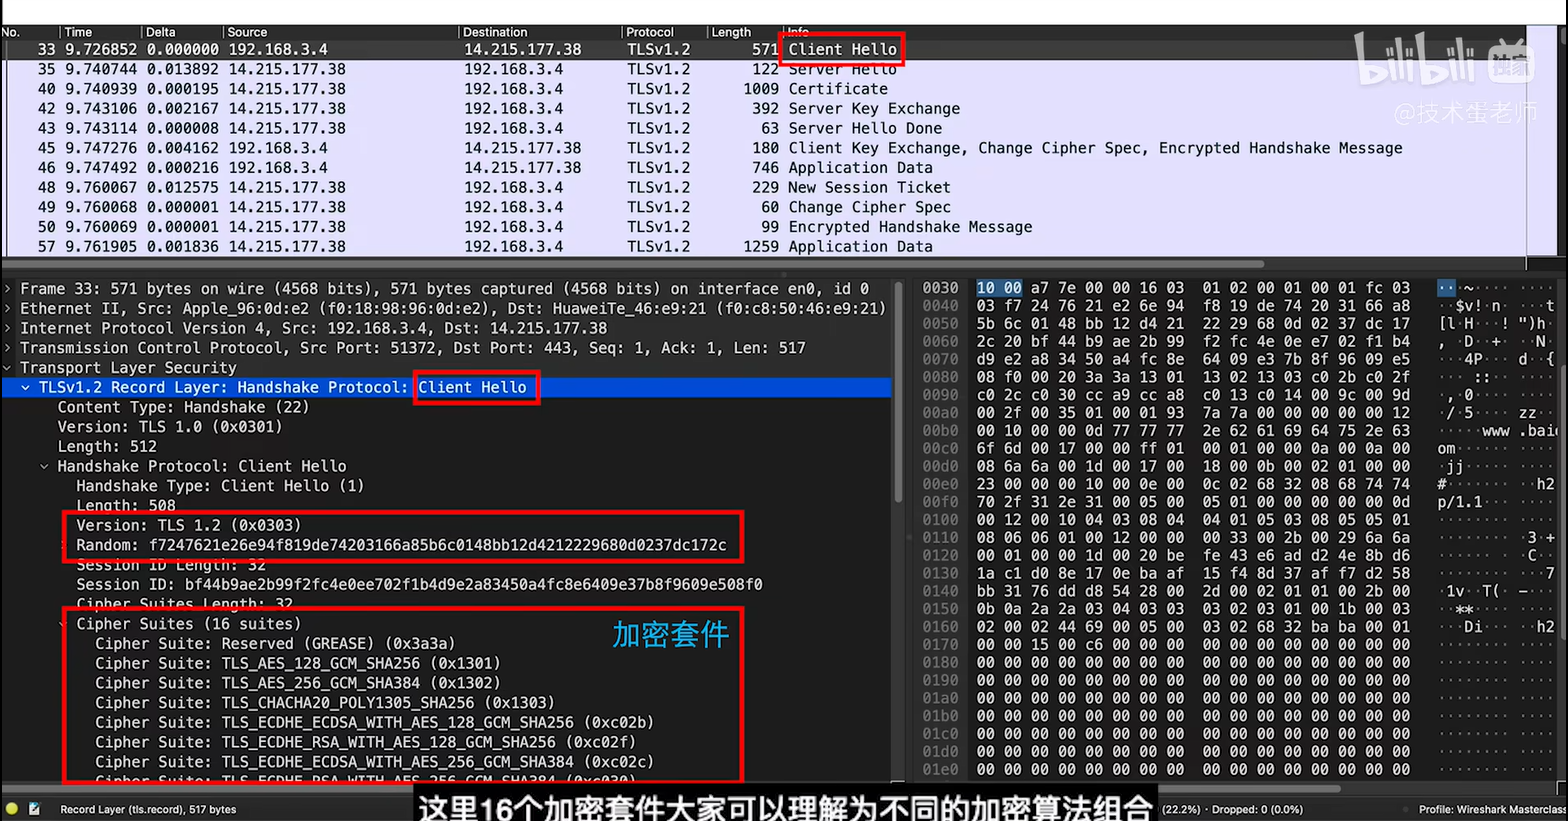 No. Time Delta Source Destination Protocol Length Info
33 9.726852 0.000000 192.168.3.4 14.215.177.38 TLSv1.2 571 Client Hello
35 9.740744 0.013892 14.215.177.38 192.168.3.4 TLSv1.2 122 Server Hello
40 9.740939 0.000195 14.215.177.38 192.168.3.4 TLSv1.2 1009 Certificate
42 9.743106 0.002167 14.215.177.38 192.168.3.4 TLSv1.2 392 Server Key Exchange
43 9.743114 0.000008 14.215.177.38 192.168.3.4 TLSv1.2 63 Server Hello Done
45 9.747276 0.004162 192.168.3.4 14.215.177.38 TLSv1.2 180 Client Key Exchange, Change Cipher Spec, Encrypted Handshake Message
46 9.747492 0.000216 192.168.3.4 14.215.177.38 TLSv1.2 746 Application Data
48 9.760067 0.012575 14.215.177.38 192.168.3.4 TLSv1.2 229 New Session Ticket
49 9.760068 0.000001 14.215.177.38 192.168.3.4 TLSv1.2 60 Change Cipher Spec
50 9.760069 0.000001 14.215.177.38 192.168.3.4 TLSv1.2 99 Encrypted Handshake Message
57 9.761905 0.001836 14.215.177.38 192.168.3.4 TLSv1.2 1259 Application Data
bilibili 独家
@技术蛋老师
Frame 33: 571 bytes on wire (4568 bits), 571 bytes captured (4568 bits) on interface en0, id 0
Ethernet II, Src: Apple_96:0d:e2 (f0:18:98:96:0d:e2), Dst: HuaweiTe_46:e9:21 (f0:c8:50:46:e9:21)
Internet Protocol Version 4, Src: 192.168.3.4, Dst: 14.215.177.38
Transmission Control Protocol, Src Port: 51372, Dst Port: 443, Seq: 1, Ack: 1, Len: 517
Transport Layer Security
TLSv1.2 Record Layer: Handshake Protocol: Client Hello
Content Type: Handshake (22)
Version: TLS 1.0 (0x0301)
Length: 512
Handshake Protocol: Client Hello
Handshake Type: Client Hello (1)
Length: 508
Version: TLS 1.2 (0x0303)
Random: f7247621e26e94f819de74203166a85b6c0148bb12d4212229680d0237dc172c
Session ID Length: 32
Session ID: bf44b9ae2b99f2fc4e0ee702f1b4d9e2a83450a4fc8e6409e37b8f9609e508f0
Cipher Suites Length: 32
Cipher Suites (16 suites)
加密套件
Cipher Suite: Reserved (GREASE) (0x3a3a)
Cipher Suite: TLS_AES_128_GCM_SHA256 (0x1301)
Cipher Suite: TLS_AES_256_GCM_SHA384 (0x1302)
Cipher Suite: TLS_CHACHA20_POLY1305_SHA256 (0x1303)
Cipher Suite: TLS_ECDHE_ECDSA_WITH_AES_128_GCM_SHA256 (0xc02b)
Cipher Suite: TLS_ECDHE_RSA_WITH_AES_128_GCM_SHA256 (0xc02f)
Cipher Suite: TLS_ECDHE_ECDSA_WITH_AES_256_GCM_SHA384 (0xc02c)
Cipher Suite: TLS_ECDHE_RSA_WITH_AES_256_GCM_SHA384 (0xc030)
0030 10 00 a7 7e 00 00 16 03 01 02 00 01 00 01 fc 03
0040 03 f7 24 76 21 e2 6e 94 f8 19 de 74 20 31 66 a8
0050 5b 6c 01 48 bb 12 d4 21 22 29 68 0d 02 37 dc 17
0060 2c 20 bf 44 b9 ae 2b 99 f2 fc 4e 0e e7 02 f1 b4
0070 d9 e2 a8 34 50 a4 fc 8e 64 09 e3 7b 8f 96 09 e5
0080 08 f0 00 20 3a 3a 13 01 13 02 13 03 c0 2b c0 2f
0090 c0 2c c0 30 cc a9 cc a8 c0 13 c0 14 00 9c 00 9d
00a0 00 2f 00 35 01 00 01 93 7a 7a 00 00 00 00 00 12
00b0 00 10 00 00 0d 77 77 77 2e 62 61 69 64 75 2e 63
00c0 6f 6d 00 17 00 00 ff 01 00 01 00 00 0a 00 0a 00
00d0 08 6a 6a 00 1d 00 17 00 18 00 0b 00 02 01 00 00
00e0 23 00 00 00 10 00 0e 00 0c 02 68 32 08 68 74 74
00f0 70 2f 31 2e 31 00 05 00 05 01 00 00 00 00 00 0d
0100 00 12 00 10 04 03 08 04 04 01 05 03 08 05 05 01
0110 08 06 06 01 00 12 00 00 00 33 00 2b 00 29 6a 6a
0120 00 01 00 00 1d 00 20 be fe 43 e6 ad d2 4e 8b d6
0130 1a c1 d0 8e 17 0e ba af 15 f4 8d 37 af f7 d2 58
0140 bb 31 76 dd d8 54 28 00 2d 00 02 01 01 00 2b 00
0150 0b 0a 2a 2a 03 04 03 03 03 02 03 01 00 1b 00 03
0160 02 00 02 44 69 00 05 00 03 02 68 32 ba ba 00 01
0170 00 00 15 00 c6 00 00 00 00 00 00 00 00 00 00 00
0180 00 00 00 00 00 00 00 00 00 00 00 00 00 00 00 00
0190 00 00 00 00 00 00 00 00 00 00 00 00 00 00 00 00
01a0 00 00 00 00 00 00 00 00 00 00 00 00 00 00 00 00
01b0 00 00 00 00 00 00 00 00 00 00 00 00 00 00 00 00
01c0 00 00 00 00 00 00 00 00 00 00 00 00 00 00 00 00
01d0 00 00 00 00 00 00 00 00 00 00 00 00 00 00 00 00
01e0 00 00 00 00 00 00 00 00 00 00 00 00 00 00 00 00
Record Layer (tls.record), 517 bytes
(22.2%) · Dropped: 0 (0.0%)
Profile: Wireshark Masterclass
这里16个加密套件大家可以理解为不同的加密算法组合